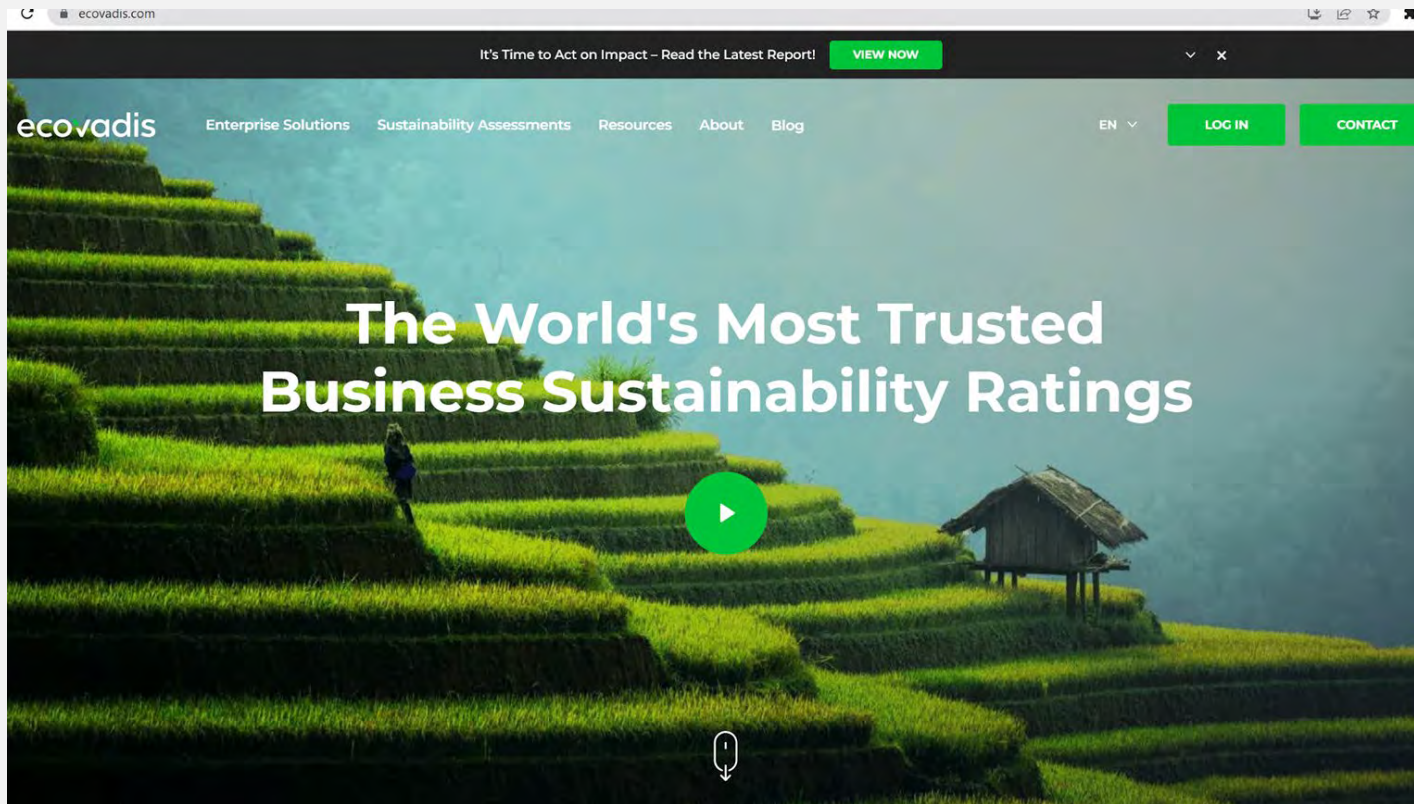 ecovadis.com
It's Time to Act on Impact – Read the Latest Report! VIEW NOW
ecovadis Enterprise Solutions Sustainability Assessments Resources About Blog EN LOG IN CONTACT
The World's Most Trusted
Business Sustainability Ratings